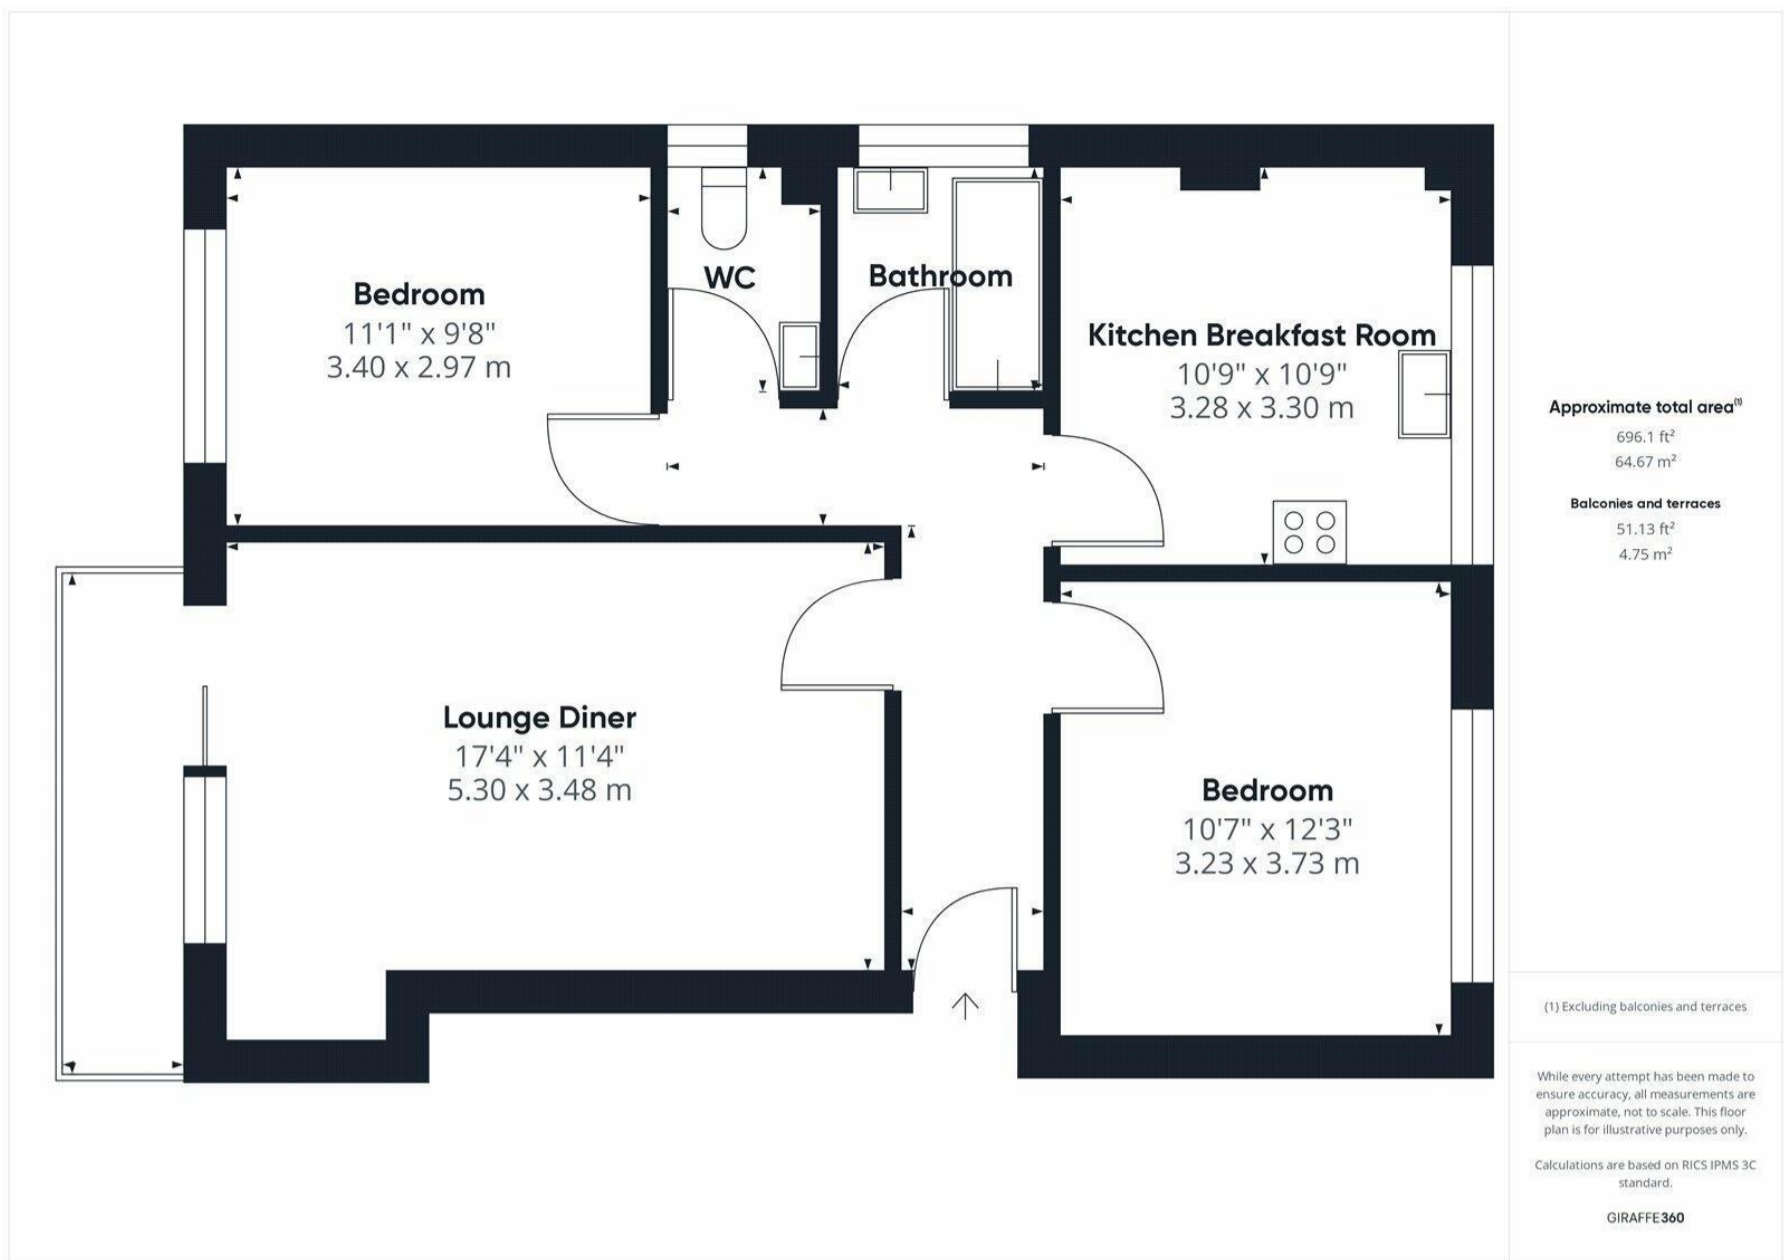 Bedroom
11'1" x 9'8"
3.40 x 2.97 m
WC
Bathroom
Kitchen Breakfast Room
10'9" x 10'9"
3.28 x 3.30 m
Lounge Diner
17'4" x 11'4"
5.30 x 3.48 m
Bedroom
10'7" x 12'3"
3.23 x 3.73 m
Approximate total area(1)
696.1 ft²
64.67 m²
Balconies and terraces
51.13 ft²
4.75 m²
(1) Excluding balconies and terraces
While every attempt has been made to
ensure accuracy, all measurements are
approximate, not to scale. This floor
plan is for illustrative purposes only.
Calculations are based on RICS IPMS 3C
standard.
GIRAFFE360